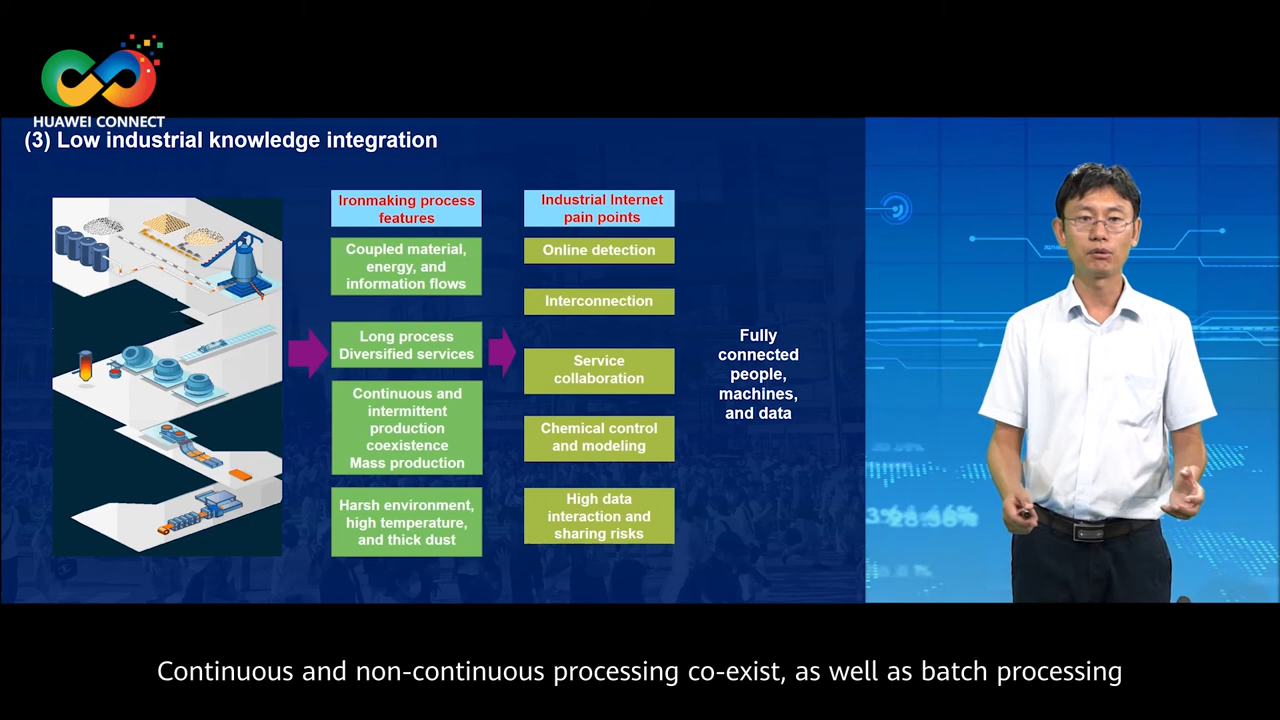 HUAWEI CONNECT
(3) Low industrial knowledge integration
Ironmaking process
features
Coupled material,
energy, and
information flows
Long process
Diversified services
Continuous and
intermittent
production
coexistence
Mass production
Harsh environment,
high temperature,
and thick dust
Industrial Internet
pain points
Online detection
Interconnection
Service
collaboration
Chemical control
and modeling
High data
interaction and
sharing risks
Fully
connected
people,
machines,
and data
Continuous and non-continuous processing co-exist, as well as batch processing